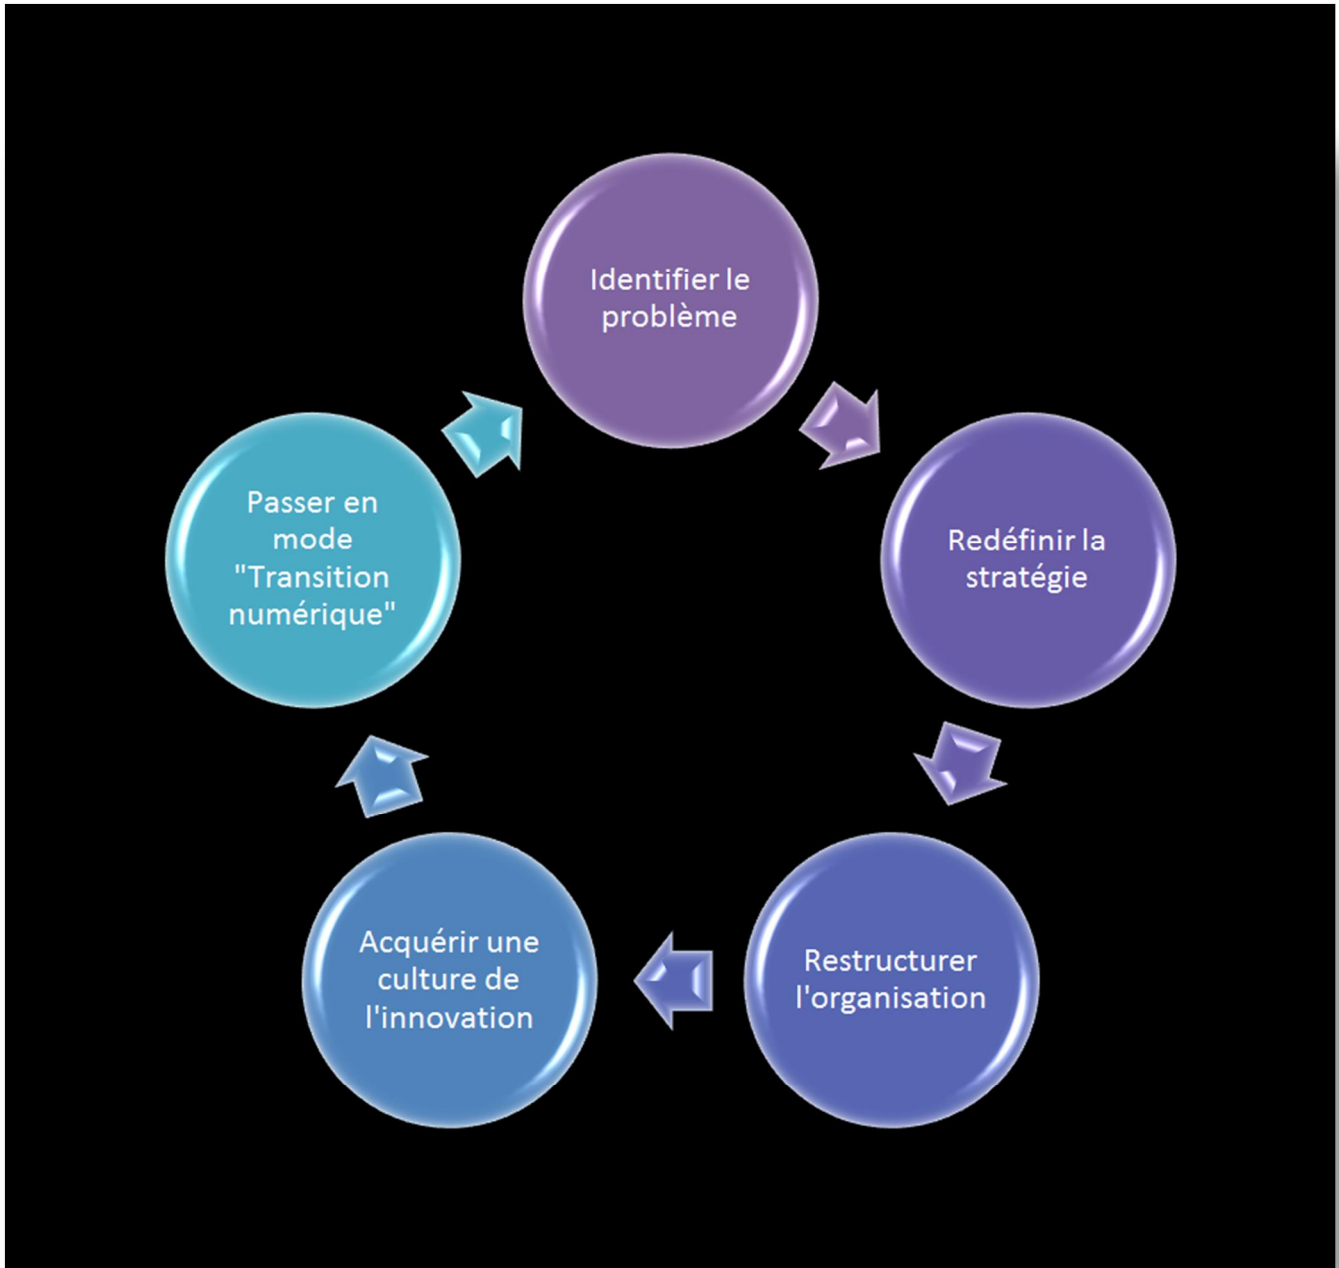 Identifier le
problème
Redéfinir la
stratégie
Restructurer
l'organisation
Acquérir une
culture de
l'innovation
Passer en
mode
"Transition
numérique"